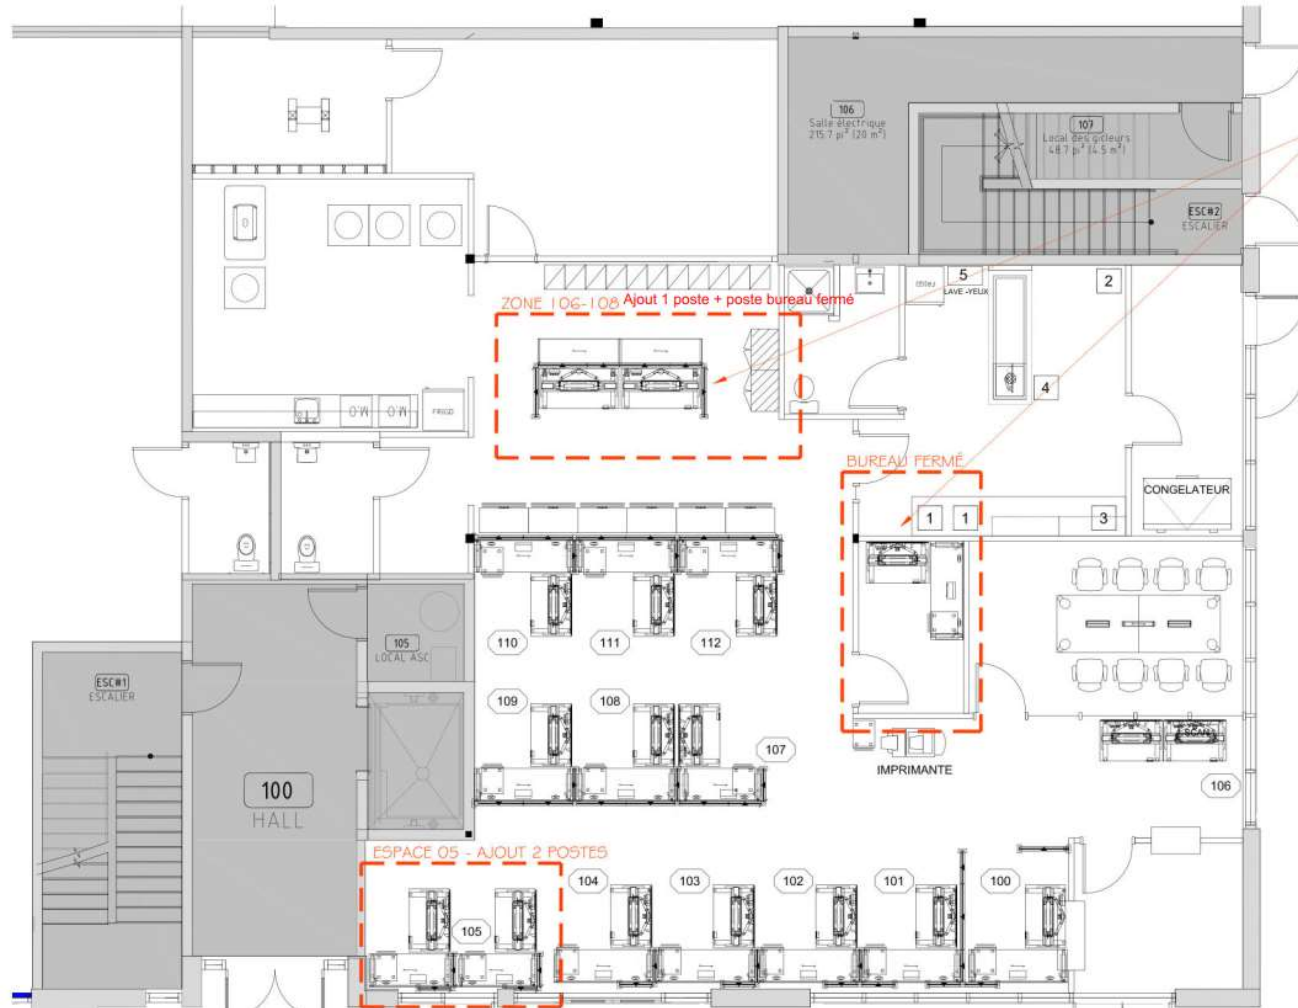 106
Salle électrique
215.7 pi² (20 m²)
107
Local des gicleurs
48.7 pi² (4.5 m²)
ESC#2
ESCALIER
ZONE 106-108 Ajout 1 poste + poste bureau fermé
5
LAVE-YEUX
2
4
M.O.
M.O.
FRIGO
BUREAU FERMÉ
1
1
3
CONGELATEUR
110
111
112
105
LOCAL ASC
ESC#1
ESCALIER
109
108
107
SCAN
IMPRIMANTE
106
100
HALL
ESPACE 05 - AJOUT 2 POSTES
104
103
102
101
100
105